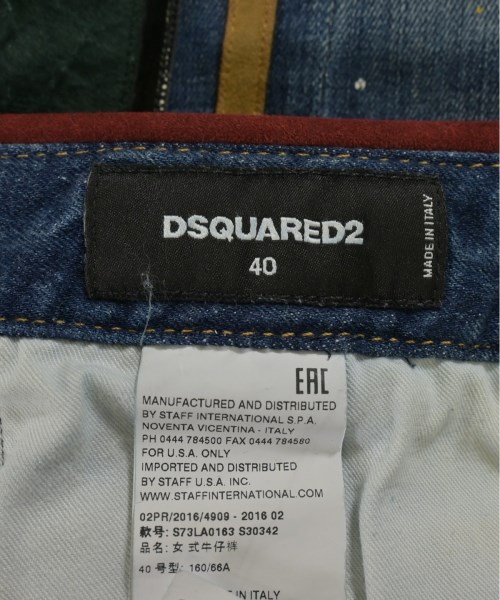 DSQUARED2
40
MADE IN ITALY
EAC
MANUFACTURED AND DISTRIBUTED
BY STAFF INTERNATIONAL S.P.A.
NOVENTA VICENTINA - ITALY
PH 0444 784500 FAX 0444 784560
FOR U.S.A. ONLY
IMPORTED AND DISTRIBUTED
BY STAFF U.S.A. INC.
WWW.STAFFINTERNATIONAL.COM
02PR/2016/4909 - 2016 02
款号: S73LA0163 S30342
品名: 女式牛仔裤
40 号型: 160/66A
IN ITALY